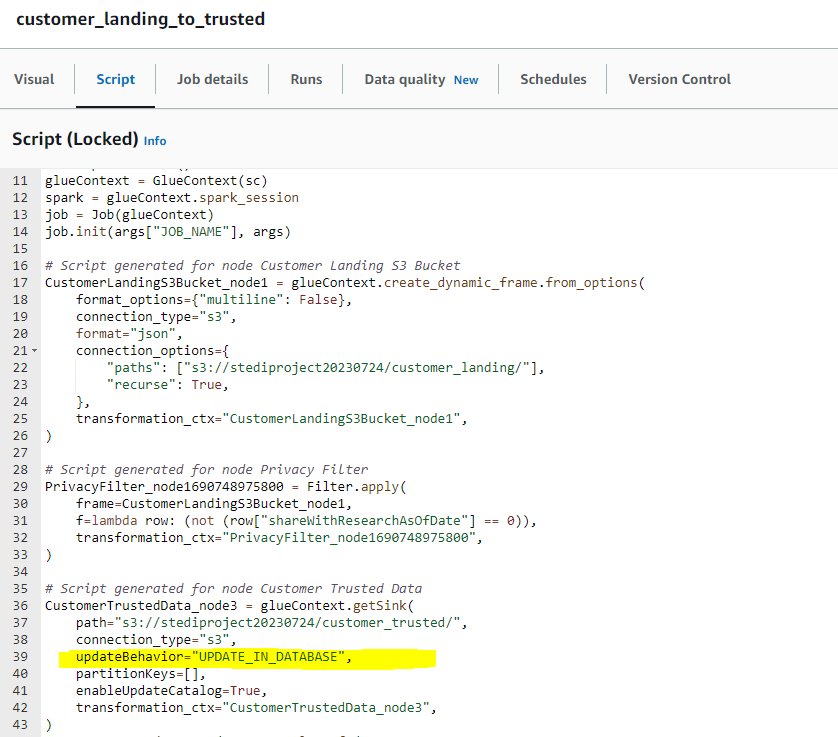 customer_landing_to_trusted
Visual Script Job details Runs Data quality New Schedules Version Control
Script (Locked) Info
11 glueContext = GlueContext(sc)
12 spark = glueContext.spark_session
13 job = Job(glueContext)
14 job.init(args["JOB_NAME"], args)
15
16 # Script generated for node Customer Landing S3 Bucket
17 CustomerLandingS3Bucket_node1 = glueContext.create_dynamic_frame.from_options(
18     format_options={"multiline": False},
19     connection_type="s3",
20     format="json",
21     connection_options={
22         "paths": ["s3://stediproject20230724/customer_landing/"],
23         "recurse": True,
24     },
25     transformation_ctx="CustomerLandingS3Bucket_node1",
26 )
27
28 # Script generated for node Privacy Filter
29 PrivacyFilter_node1690748975800 = Filter.apply(
30     frame=CustomerLandingS3Bucket_node1,
31     f=lambda row: (not (row["shareWithResearchAsOfDate"] == 0)),
32     transformation_ctx="PrivacyFilter_node1690748975800",
33 )
34
35 # Script generated for node Customer Trusted Data
36 CustomerTrustedData_node3 = glueContext.getSink(
37     path="s3://stediproject20230724/customer_trusted/",
38     connection_type="s3",
39     updateBehavior="UPDATE_IN_DATABASE",
40     partitionKeys=[],
41     enableUpdateCatalog=True,
42     transformation_ctx="CustomerTrustedData_node3",
43 )